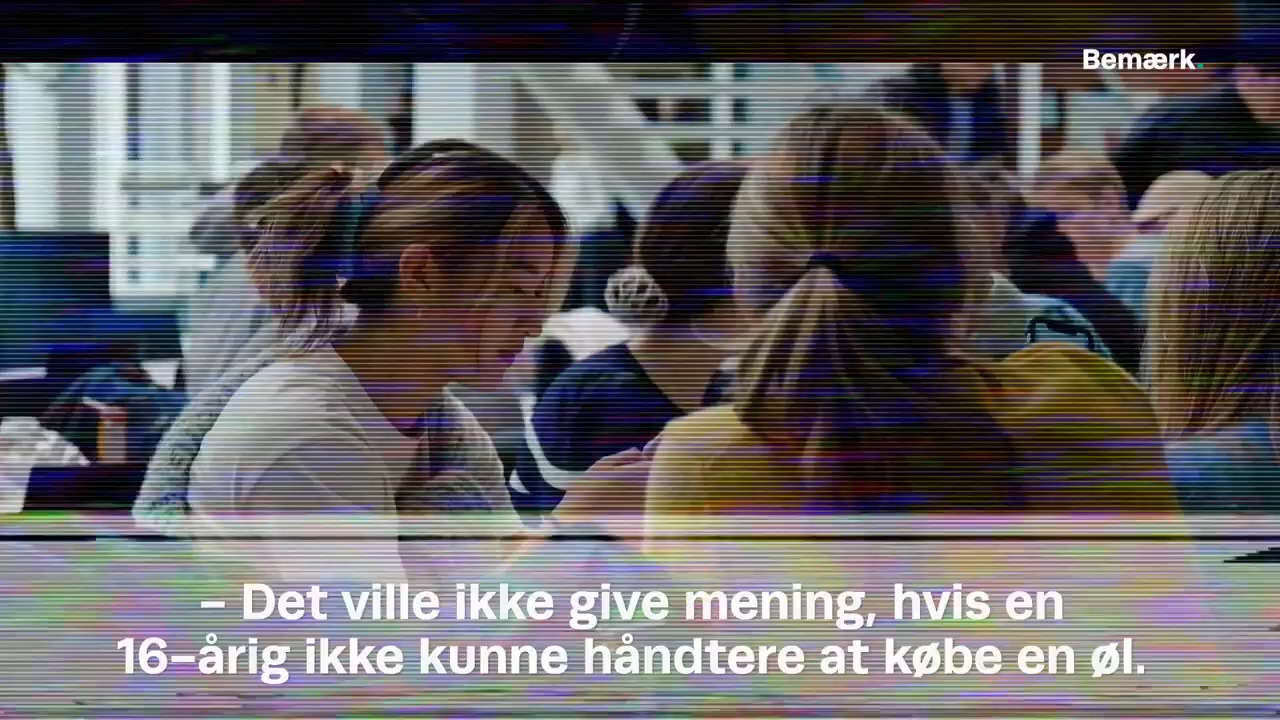 Bemærk.
– Det ville ikke give mening, hvis en
16–årig ikke kunne håndtere at købe en øl.